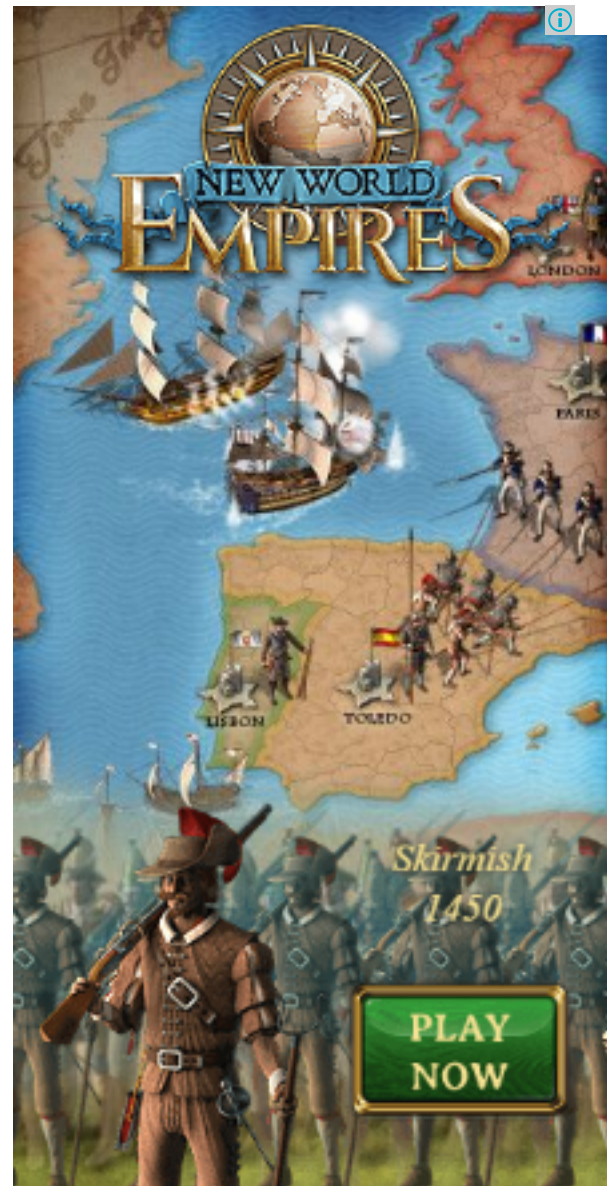 NEW WORLD
EMPIRES
LONDON
PARIS
LISBON
TOLEDO
Skirmish
1450
PLAY
NOW